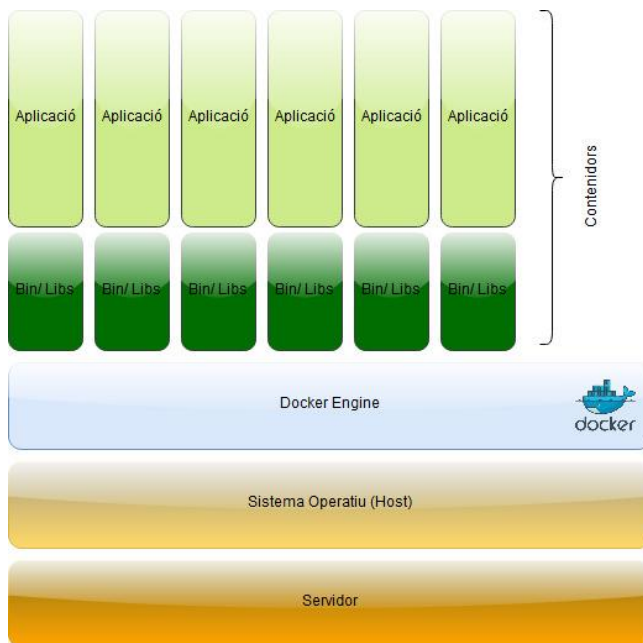 Aplicació Aplicació Aplicació Aplicació Aplicació Aplicació
Contenidors
Bin/ Libs Bin/ Libs Bin/ Libs Bin/ Libs Bin/ Libs Bin/ Libs
Docker Engine
docker
Sistema Operatiu (Host)
Servidor